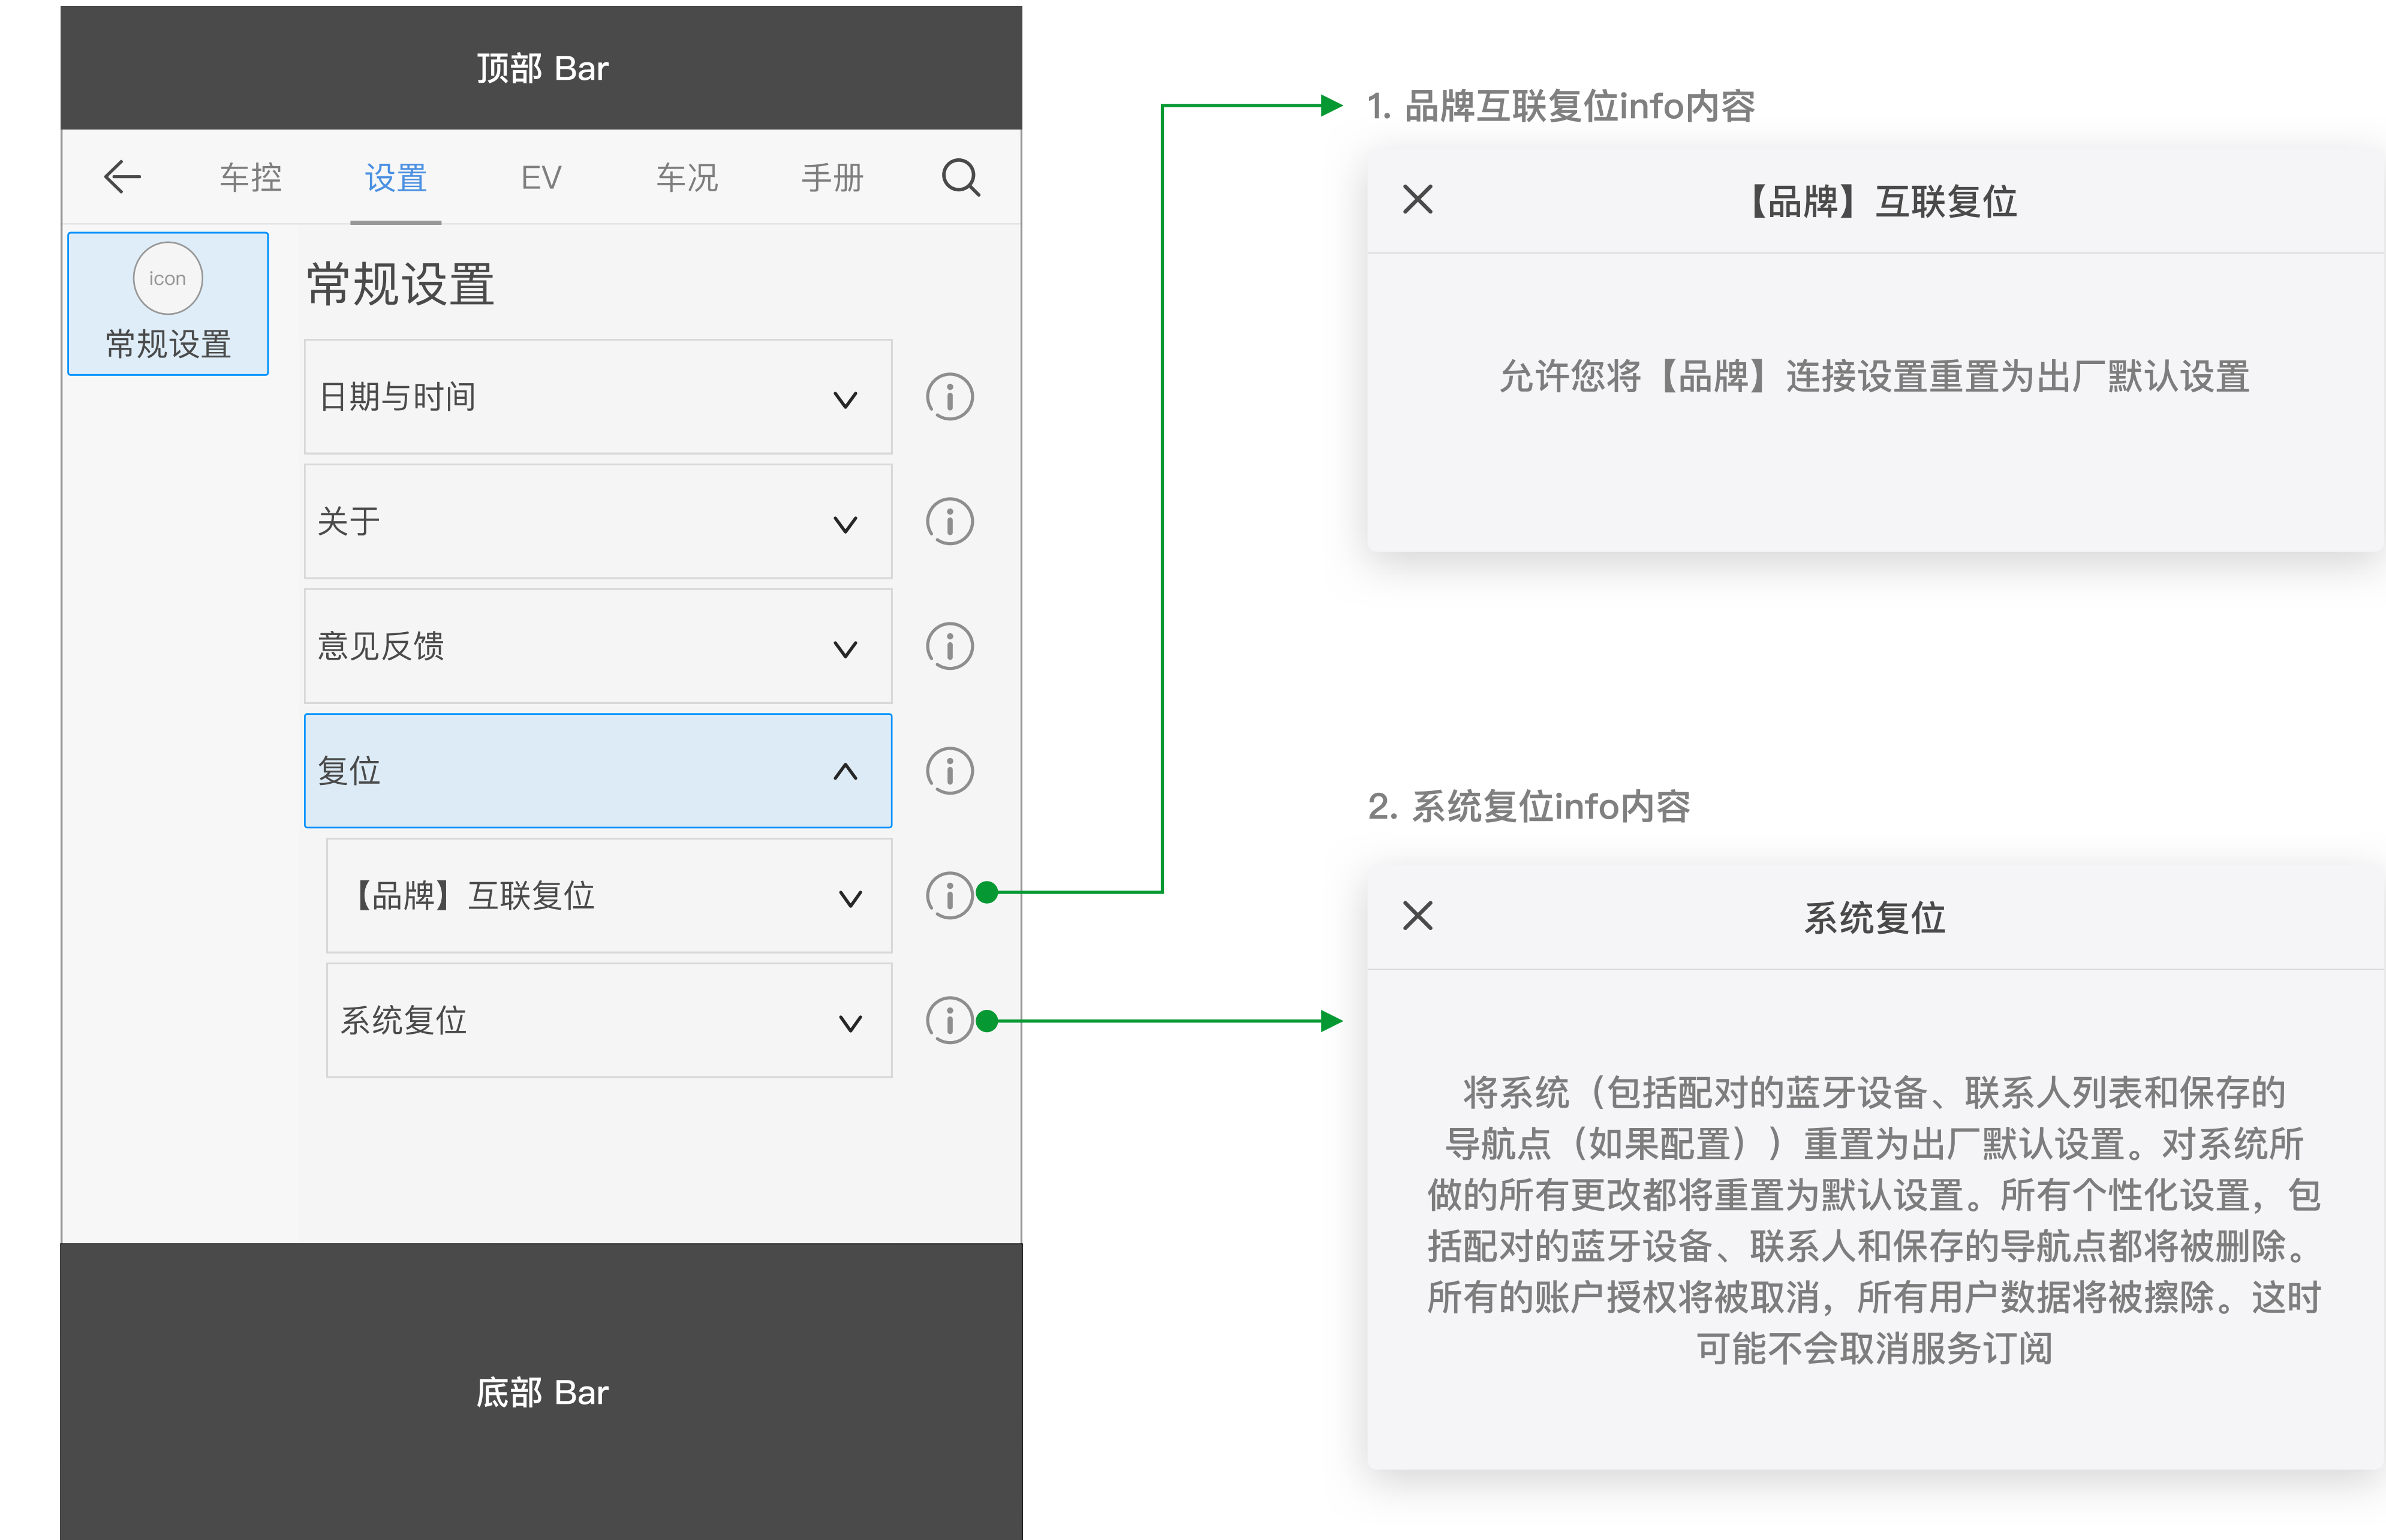 顶部 Bar
车控
设置
EV
车况
手册
icon
常规设置
常规设置
日期与时间
关于
意见反馈
复位
【品牌】互联复位
系统复位
底部 Bar
1. 品牌互联复位info内容
【品牌】互联复位
允许您将【品牌】连接设置重置为出厂默认设置
2. 系统复位info内容
系统复位
将系统（包括配对的蓝牙设备、联系人列表和保存的
导航点（如果配置））重置为出厂默认设置。对系统所
做的所有更改都将重置为默认设置。所有个性化设置，包
括配对的蓝牙设备、联系人和保存的导航点都将被删除。
所有的账户授权将被取消，所有用户数据将被擦除。这时
可能不会取消服务订阅